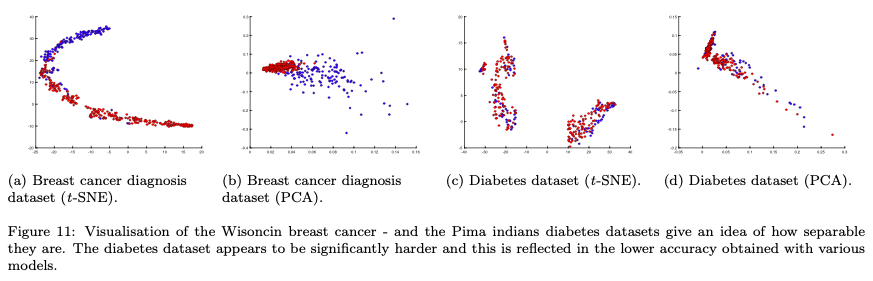 (a) Breast cancer diagnosis
dataset (t-SNE).
(b) Breast cancer diagnosis
dataset (PCA).
(c) Diabetes dataset (t-SNE).
(d) Diabetes dataset (PCA).
Figure 11: Visualisation of the Wisoncin breast cancer - and the Pima indians diabetes datasets give an idea of how separable
they are. The diabetes dataset appears to be significantly harder and this is reflected in the lower accuracy obtained with various
models.